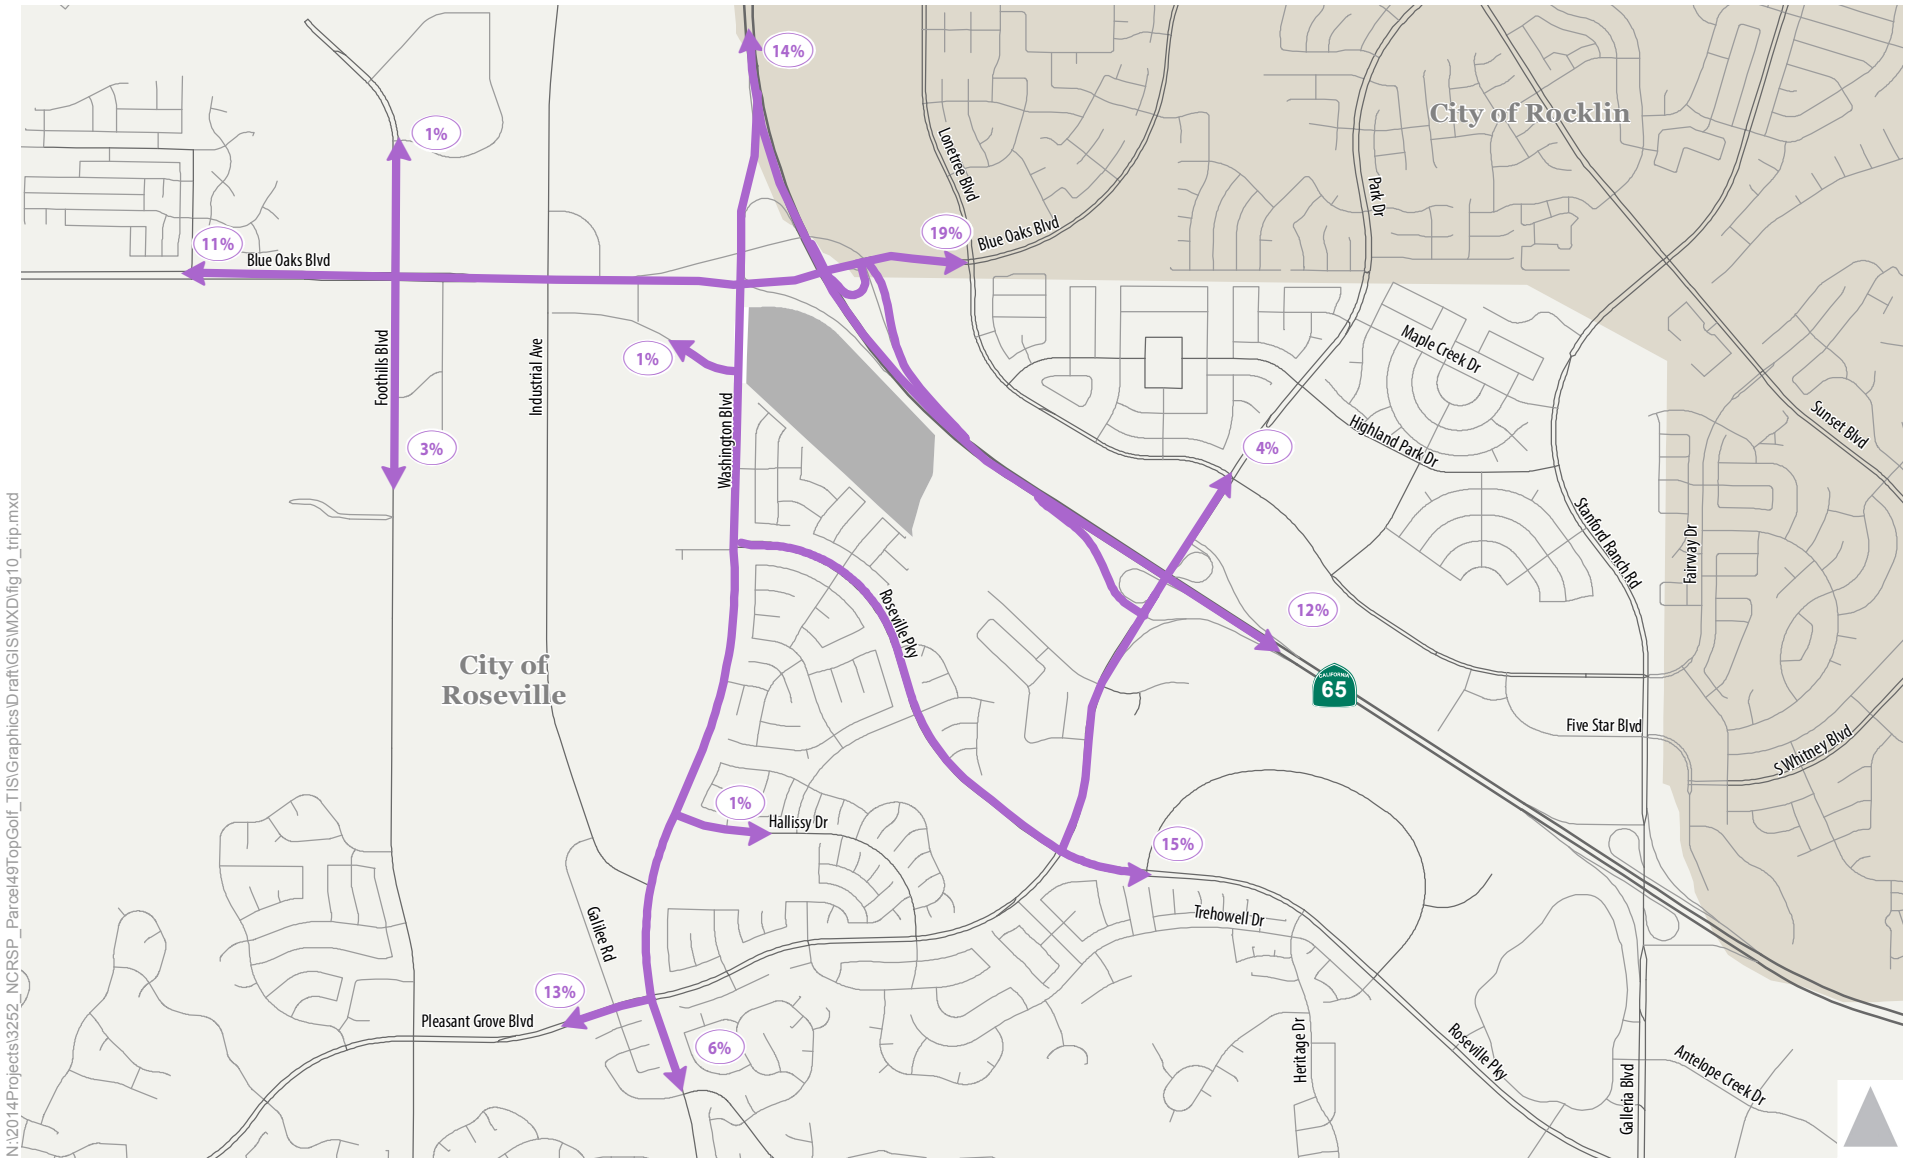 14%
City of Rocklin
1%
Lonetree Blvd
Park Dr
19%
Blue Oaks Blvd
11%
Blue Oaks Blvd
Foothills Blvd
Industrial Ave
1%
Maple Creek Dr
Washington Blvd
Highland Park Dr
Sunset Blvd
3%
4%
Stanford Ranch Rd
Fairway Dr
Roseville Pky
12%
City of
Roseville
CALIFORNIA
65
Five Star Blvd
S Whitney Blvd
1%
Hallissy Dr
15%
Trehowell Dr
Galilee Rd
13%
Pleasant Grove Blvd
6%
Heritage Dr
Roseville Pky
Galleria Blvd
Antelope Creek Dr
N:\2014Projects\3252_NCRSP_Parcel49TopGolf_TIS\Graphics\Draft\GIS\MXD\fig10_trip.mxd